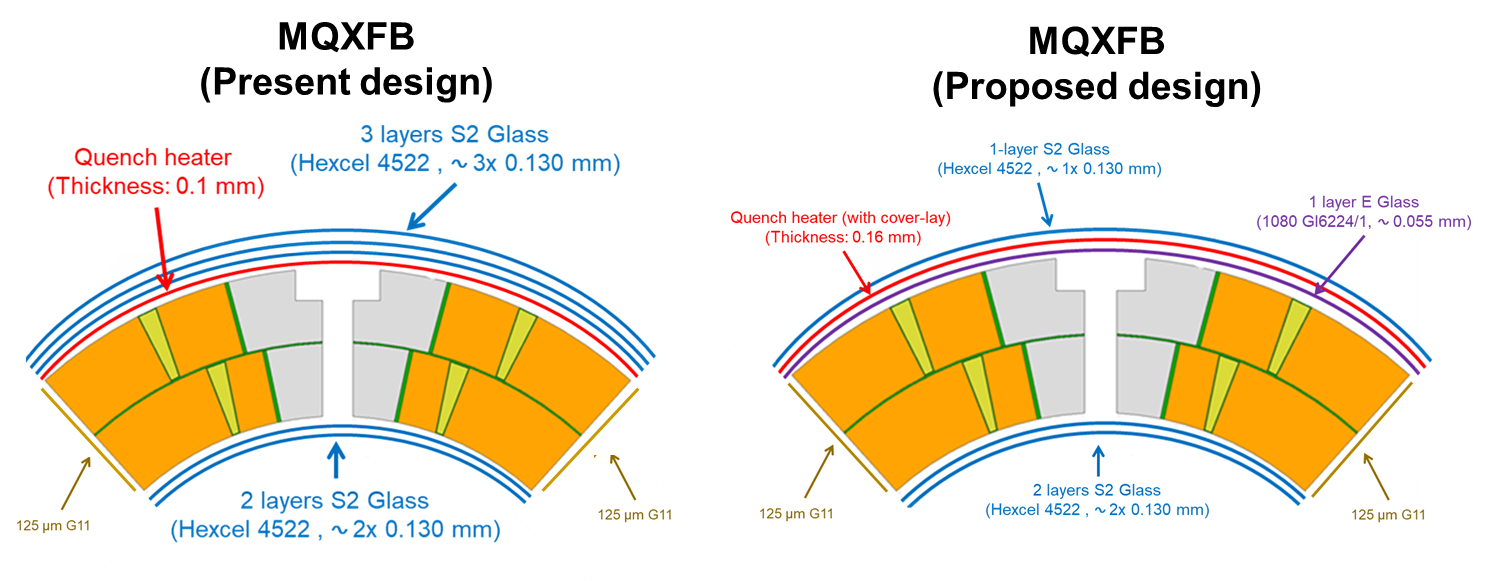 MQXFB
(Present design)
3 layers S2 Glass
(Hexcel 4522 , ~ 3x 0.130 mm)
Quench heater
(Thickness: 0.1 mm)
125 µm G11
2 layers S2 Glass
(Hexcel 4522 , ~ 2x 0.130 mm)
125 µm G11
MQXFB
(Proposed design)
1-layer S2 Glass
(Hexcel 4522 , ~ 1x 0.130 mm)
Quench heater (with cover-lay)
(Thickness: 0.16 mm)
1 layer E Glass
(1080 Gl6224/1, ~ 0.055 mm)
125 µm G11
2 layers S2 Glass
(Hexcel 4522 , ~ 2x 0.130 mm)
125 µm G11